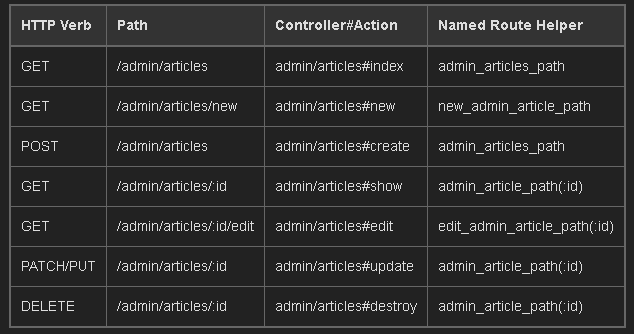 HTTP Verb Path Controller#Action Named Route Helper
GET /admin/articles admin/articles#index admin_articles_path
GET /admin/articles/new admin/articles#new new_admin_article_path
POST /admin/articles admin/articles#create admin_articles_path
GET /admin/articles/:id admin/articles#show admin_article_path(:id)
GET /admin/articles/:id/edit admin/articles#edit edit_admin_article_path(:id)
PATCH/PUT /admin/articles/:id admin/articles#update admin_article_path(:id)
DELETE /admin/articles/:id admin/articles#destroy admin_article_path(:id)